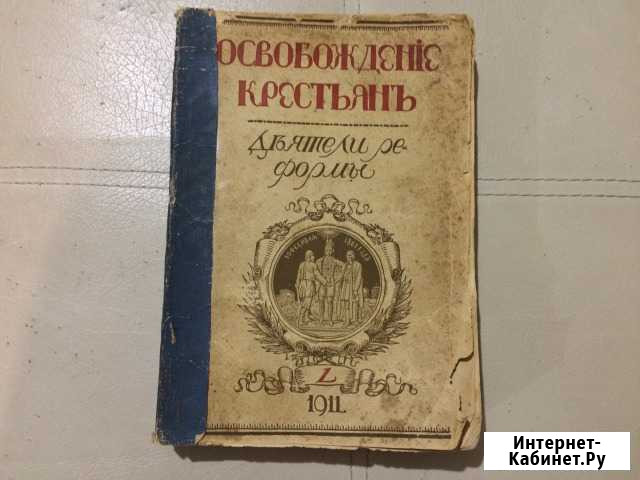 ОСВОБОЖДЕНІЕ
КРЕСТЬЯНЪ
Дѣятели ре-
формы
1911
Интернет-
Кабинет.Ру